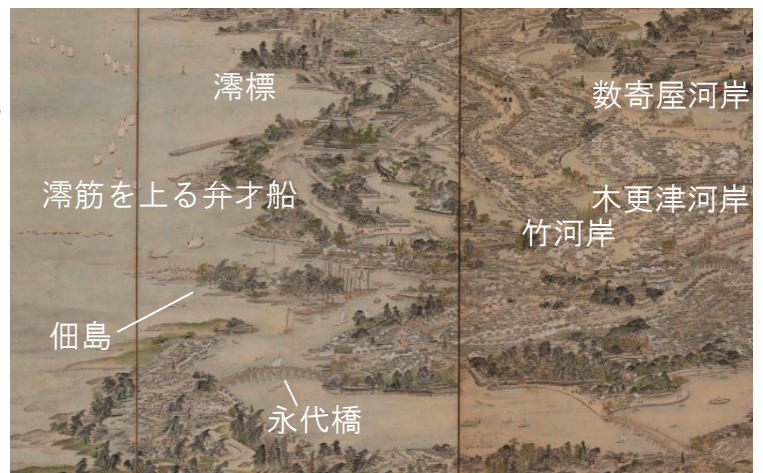 澪標
数寄屋河岸
澪筋を上る弁才船
木更津河岸
竹河岸
佃島
永代橋